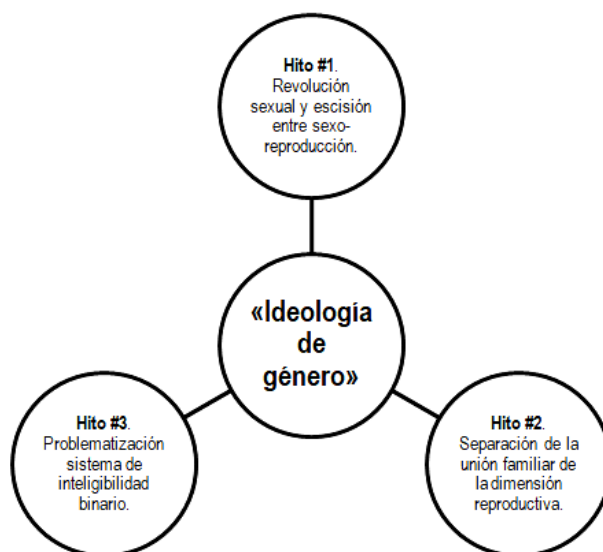 Hito #1.
Revolución
sexual y escisión
entre sexo-
reproducción.
«Ideología
de
género»
Hito #3.
Problematización
sistema de
inteligibilidad
binario.
Hito #2.
Separación de la
unión familiar de
la dimensión
reproductiva.